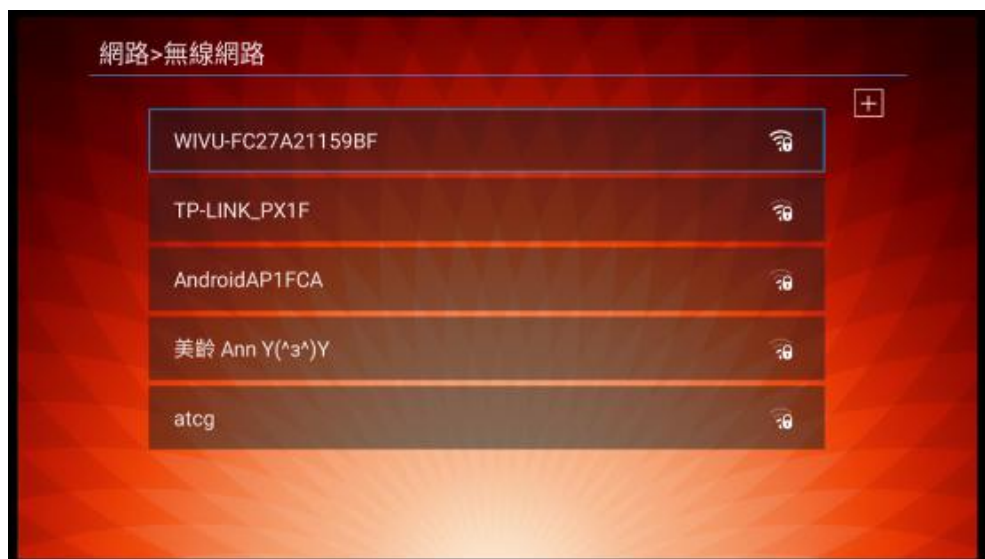 網路>無線網路
WIVU-FC27A21159BF
TP-LINK_PX1F
AndroidAP1FCA
美齡 Ann Y(^з^)Y
atcg